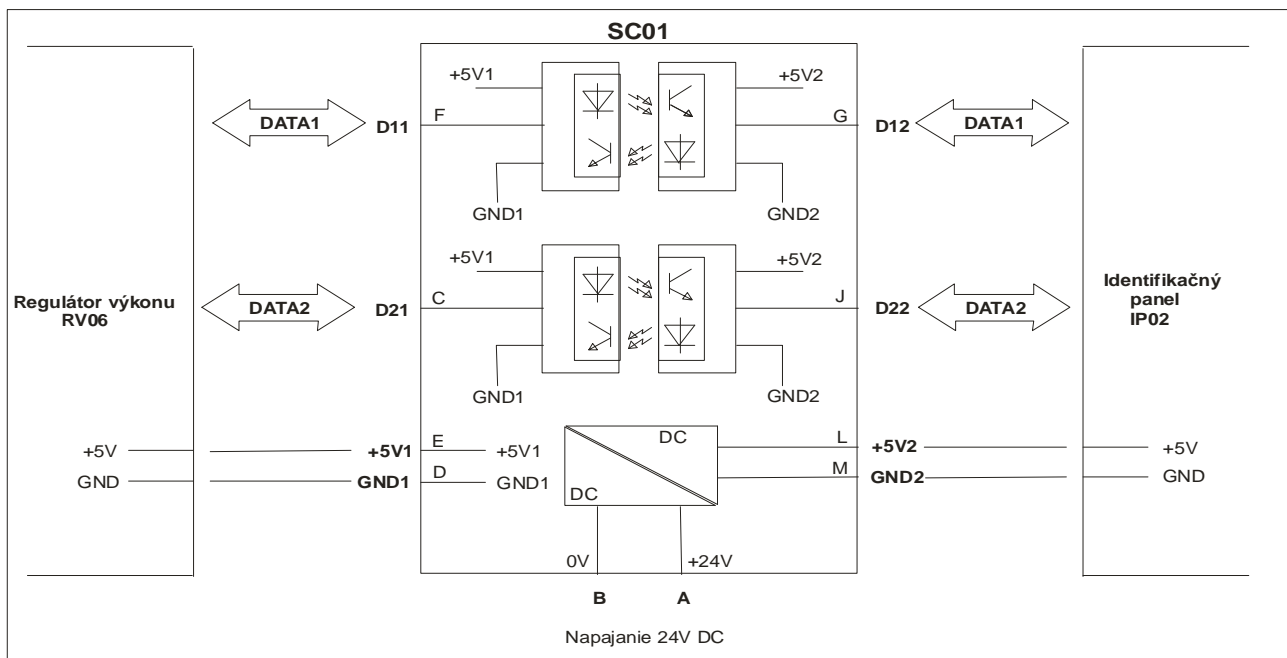 SC01
+5V1
+5V2
DATA1
D11
F
G
D12
DATA1
GND1
GND2
+5V1
+5V2
Regulátor výkonu
RV06
DATA2
D21
C
J
D22
DATA2
Identifikačný
panel
IP02
GND1
GND2
+5V
+5V1
E
+5V1
DC
L
+5V2
+5V
GND
GND1
D
GND1
DC
M
GND2
GND
0V
+24V
B
A
Napajanie 24V DC